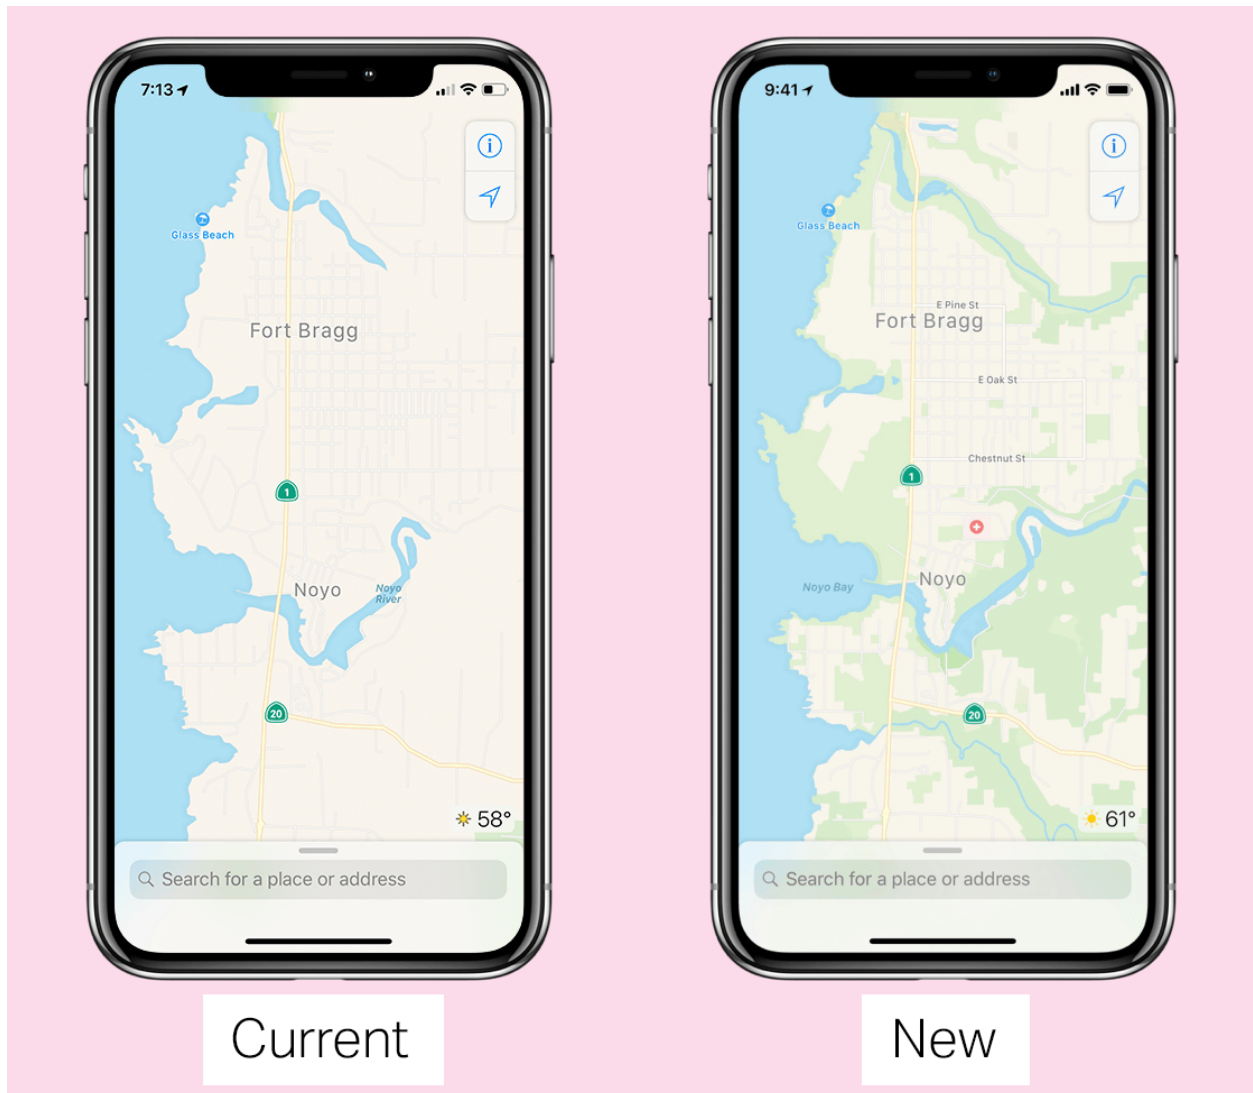 7:13
Glass Beach
Fort Bragg
1
Noyo
Noyo
River
20
58°
Search for a place or address
Current
9:41
Glass Beach
E Pine St
Fort Bragg
E Oak St
Chestnut St
1
Noyo Bay
Noyo
20
61°
Search for a place or address
New